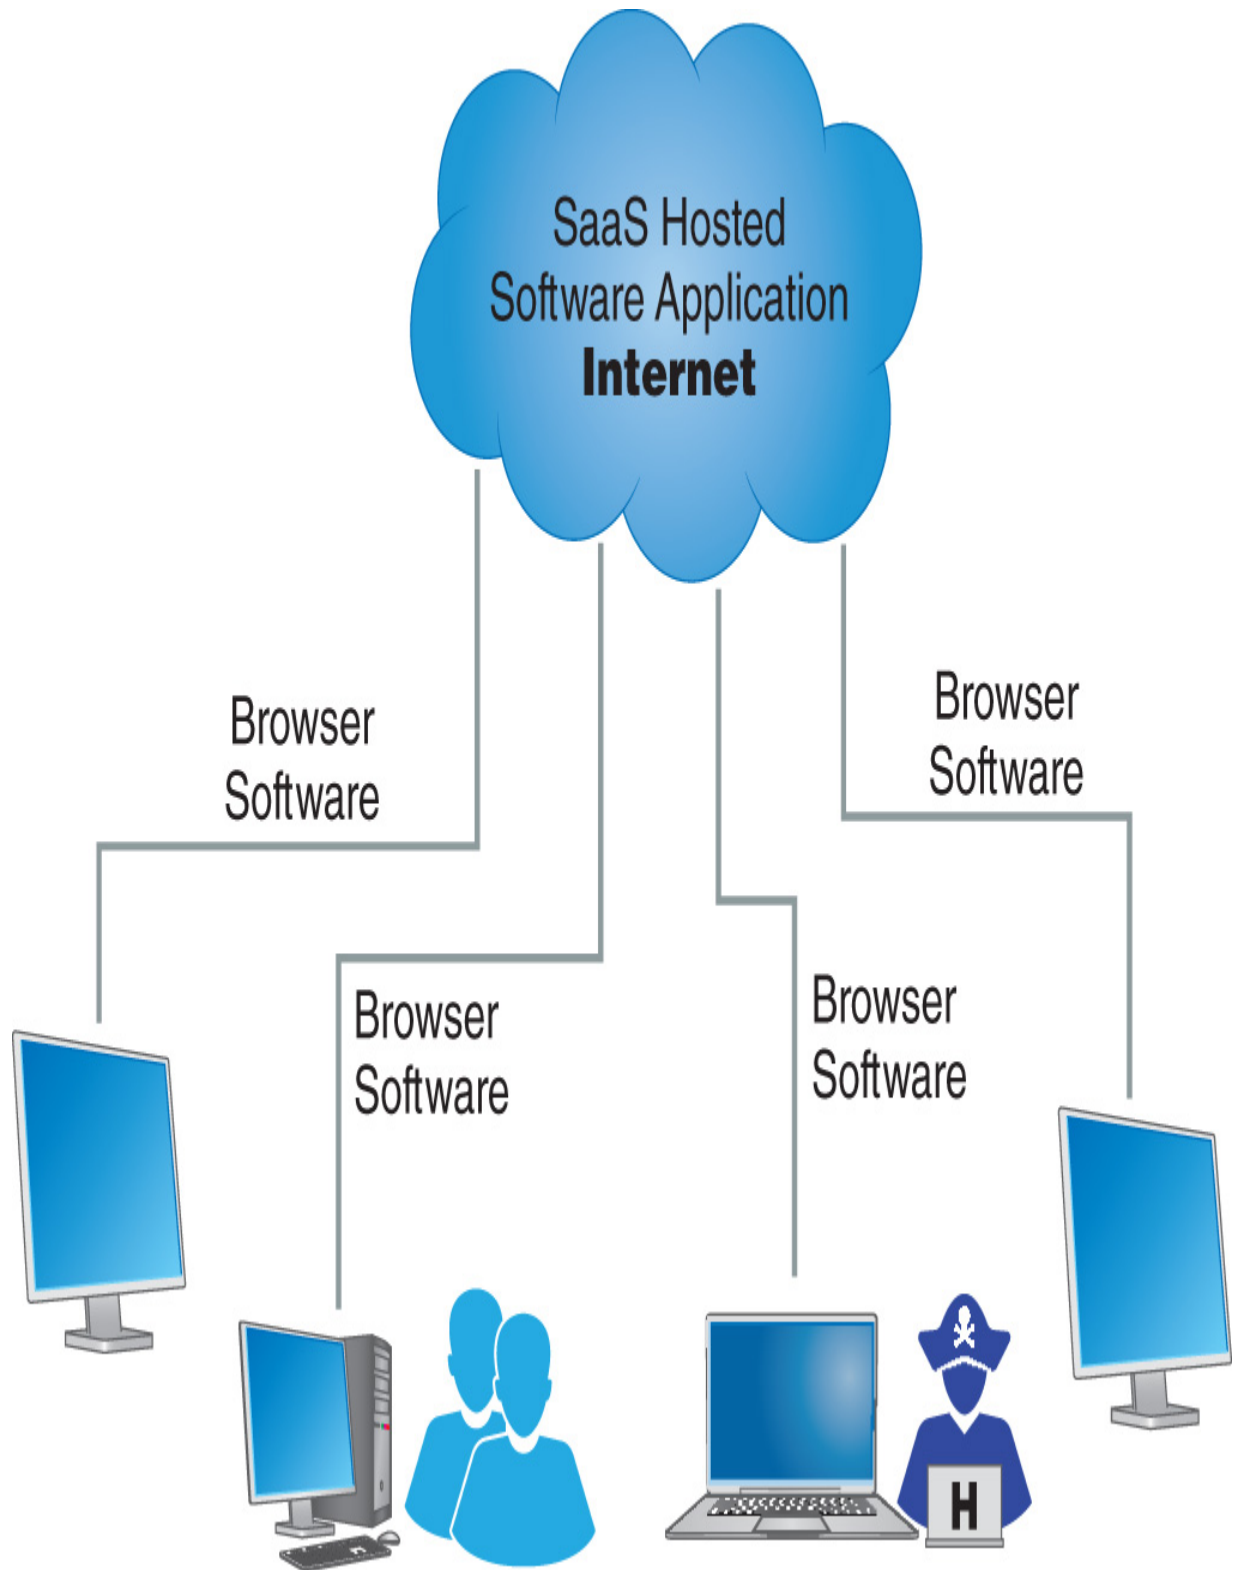 SaaS Hosted
Software Application
Internet
Browser
Software
Browser
Software
Browser
Software
Browser
Software
H